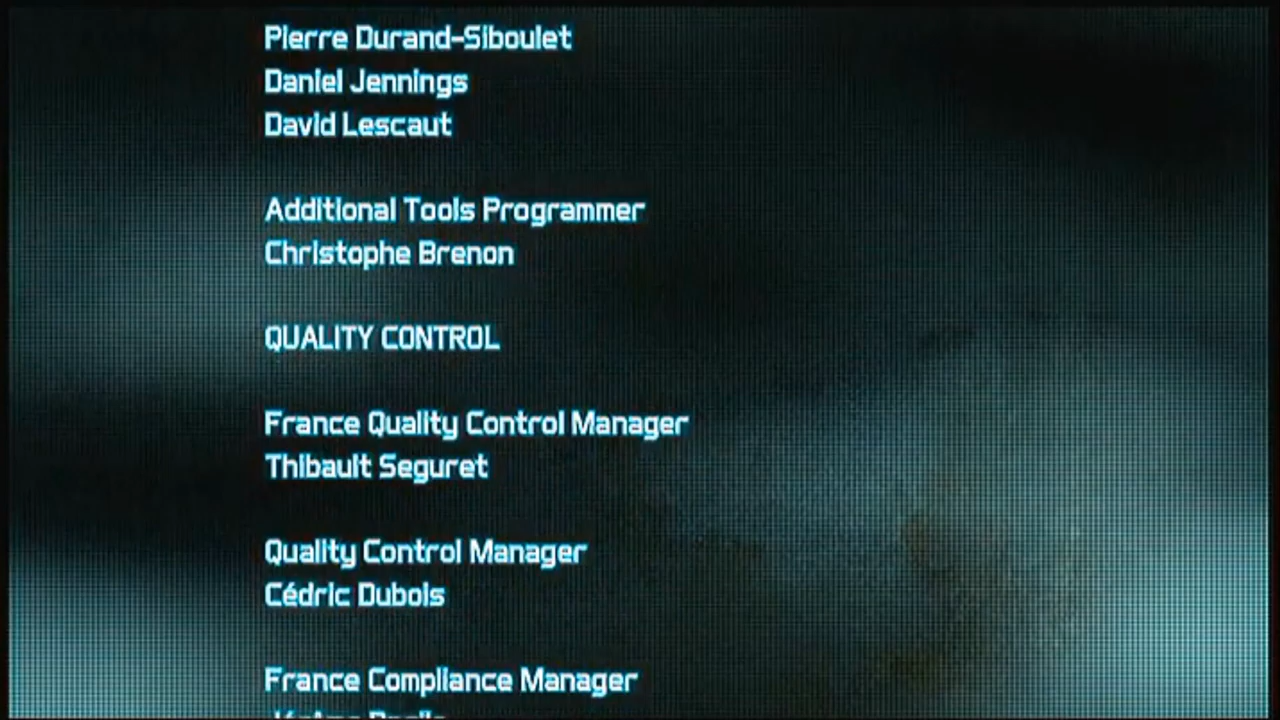 Pierre Durand-Siboulet
Daniel Jennings
David Lescaut
Additional Tools Programmer
Christophe Brenon
QUALITY CONTROL
France Quality Control Manager
Thibault Seguret
Quality Control Manager
Cédric Dubois
France Compliance Manager